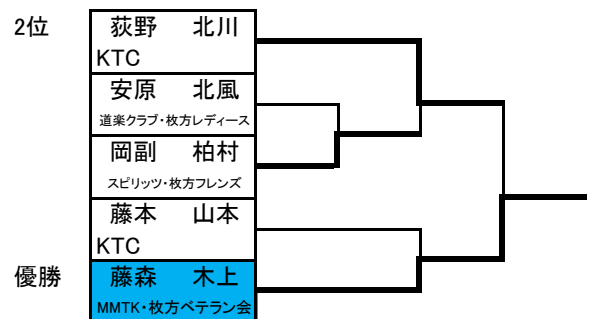 2位 荻野 北川
KTC
安原 北風
道楽クラブ・枚方レディース
岡副 柏村
スピリッツ・枚方フレンズ
藤本 山本
KTC
優勝 藤森 木上
MMTK・枚方ベテラン会